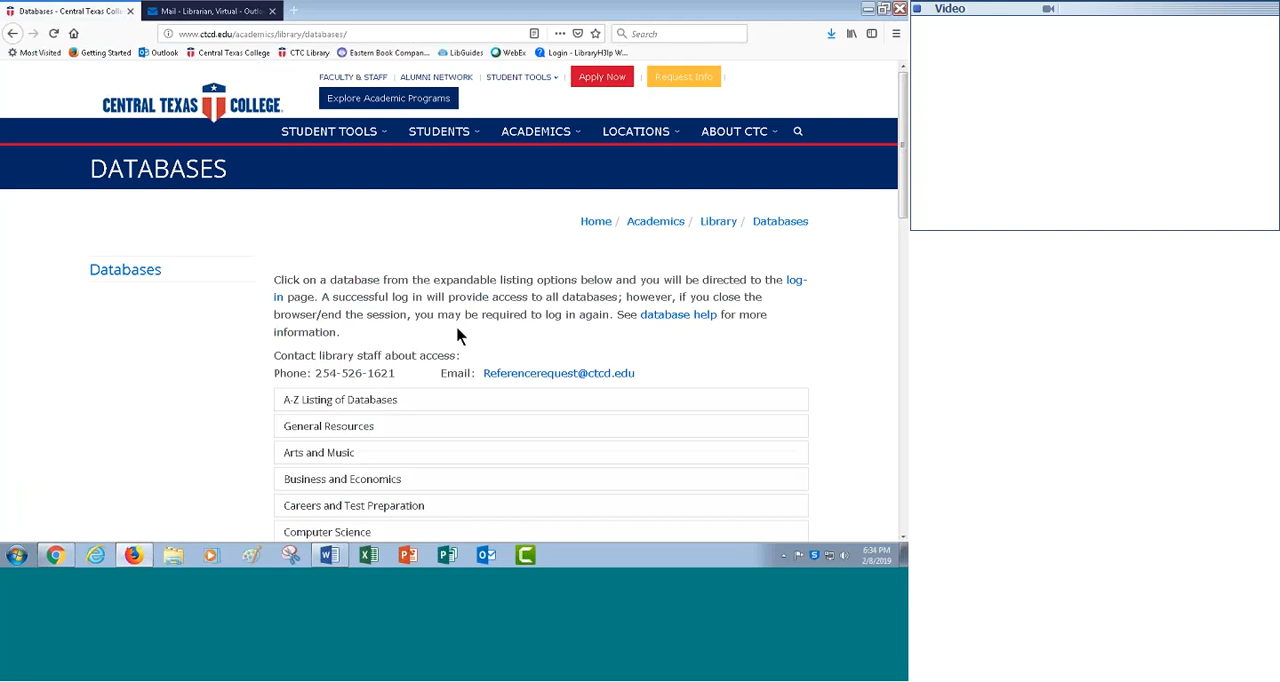 Databases - Central Texas Coll
Mail - Librarian, Virtual - Outlo
Video
www.ctcd.edu/academics/library/databases/
Search
Most Visited
Getting Started
Outlook
Central Texas College
CTC Library
Eastern Book Compan...
LibGuides
WebEx
Login - LibraryH3lp W...
FACULTY & STAFF
ALUMNI NETWORK
STUDENT TOOLS
Apply Now
Request Info
CENTRAL TEXAS COLLEGE
Explore Academic Programs
STUDENT TOOLS
STUDENTS
ACADEMICS
LOCATIONS
ABOUT CTC
DATABASES
Home / Academics / Library / Databases
Databases
Click on a database from the expandable listing options below and you will be directed to the log-
in page. A successful log in will provide access to all databases; however, if you close the
browser/end the session, you may be required to log in again. See database help for more
information.
Contact library staff about access:
Phone: 254-526-1621 Email: Referencerequest@ctcd.edu
A-Z Listing of Databases
General Resources
Arts and Music
Business and Economics
Careers and Test Preparation
Computer Science
6:34 PM
2/8/2019